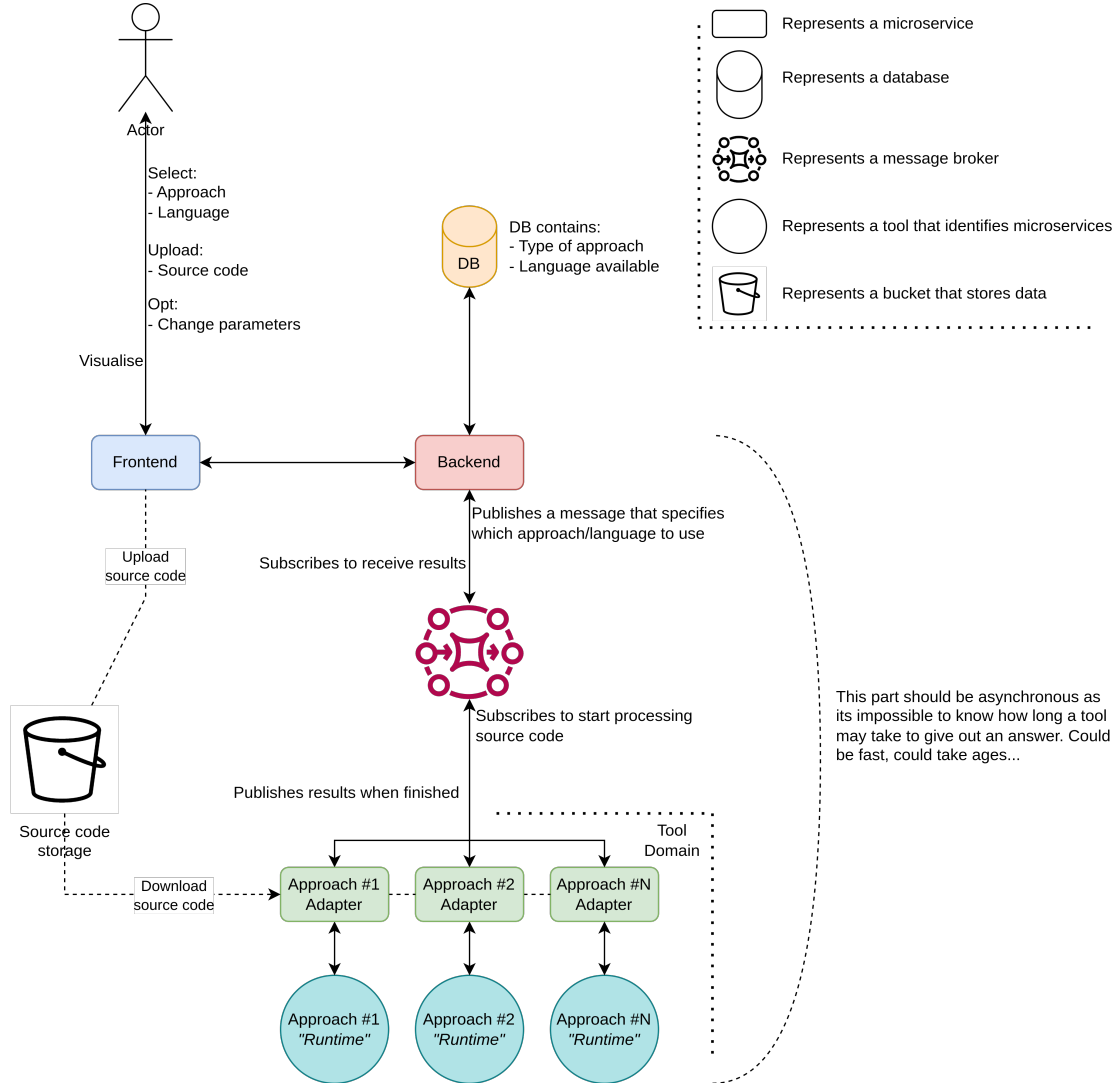 Actor
Select:
- Approach
- Language
Upload:
- Source code
Opt:
- Change parameters
Visualise
DB
DB contains:
- Type of approach
- Language available
Represents a microservice
Represents a database
Represents a message broker
Represents a tool that identifies microservices
Represents a bucket that stores data
Frontend
Backend
Upload
source code
Publishes a message that specifies
which approach/language to use
Subscribes to receive results
Source code
storage
Subscribes to start processing
source code
Publishes results when finished
This part should be asynchronous as
its impossible to know how long a tool
may take to give out an answer. Could
be fast, could take ages...
Tool
Domain
Download
source code
Approach #1
Adapter
Approach #2
Adapter
Approach #N
Adapter
Approach #1
"Runtime"
Approach #2
"Runtime"
Approach #N
"Runtime"